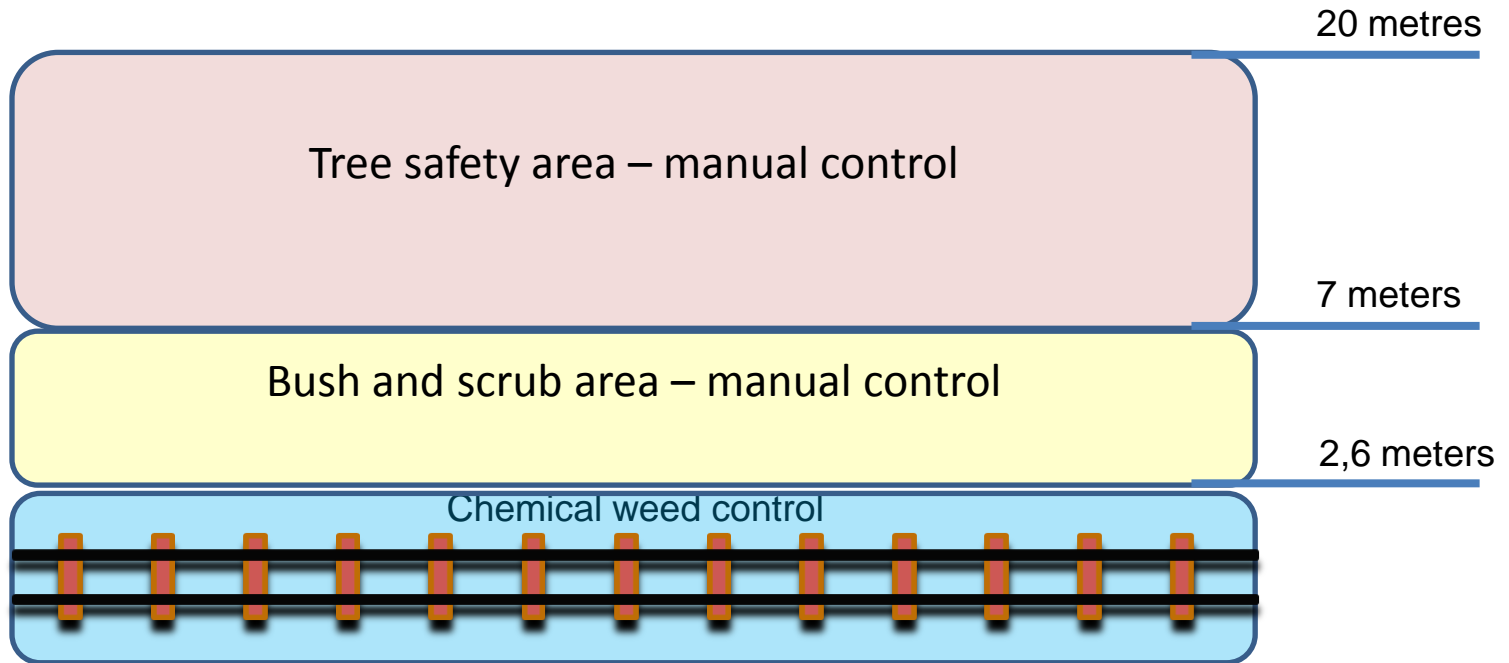 20 metres
Tree safety area – manual control
7 meters
Bush and scrub area – manual control
2,6 meters
Chemical weed control